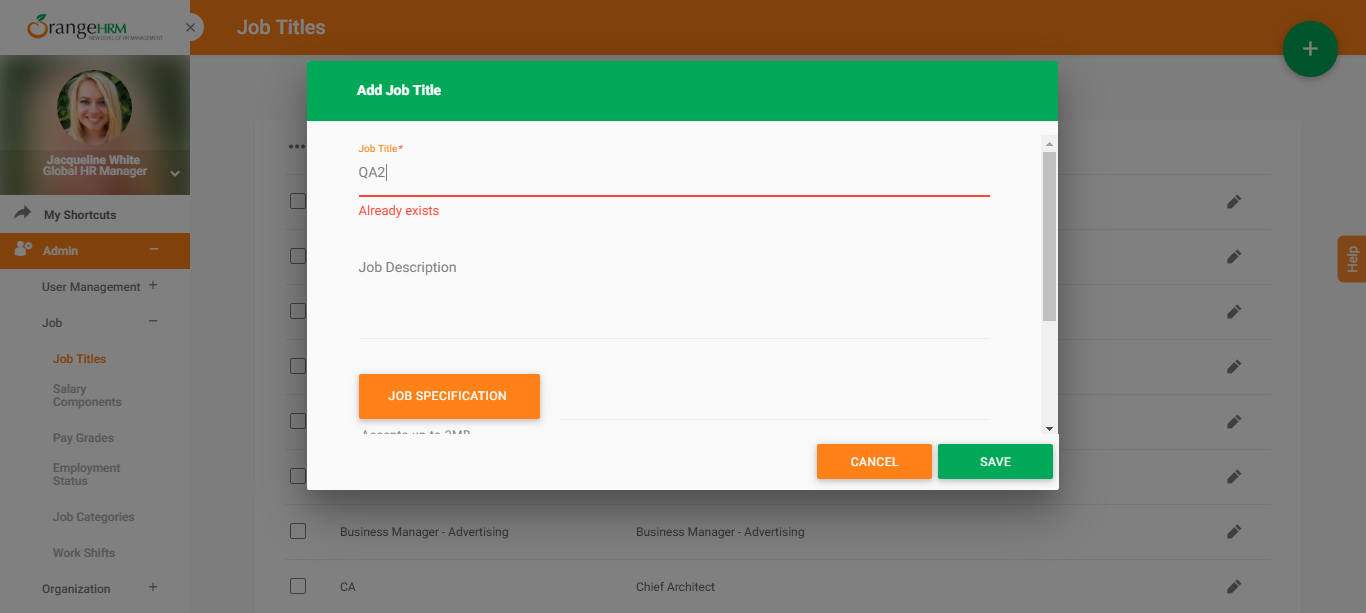 OrangeHRM
NEW LEVEL OF HR MANAGEMENT
Job Titles
Jacqueline White
Global HR Manager
My Shortcuts
Admin
User Management
Job
Job Titles
Salary
Components
Pay Grades
Employment
Status
Job Categories
Work Shifts
Organization
Add Job Title
Job Title*
QA2
Already exists
Job Description
JOB SPECIFICATION
Accepts up to 2MB
CANCEL
SAVE
Business Manager - Advertising Business Manager - Advertising
CA Chief Architect
Help